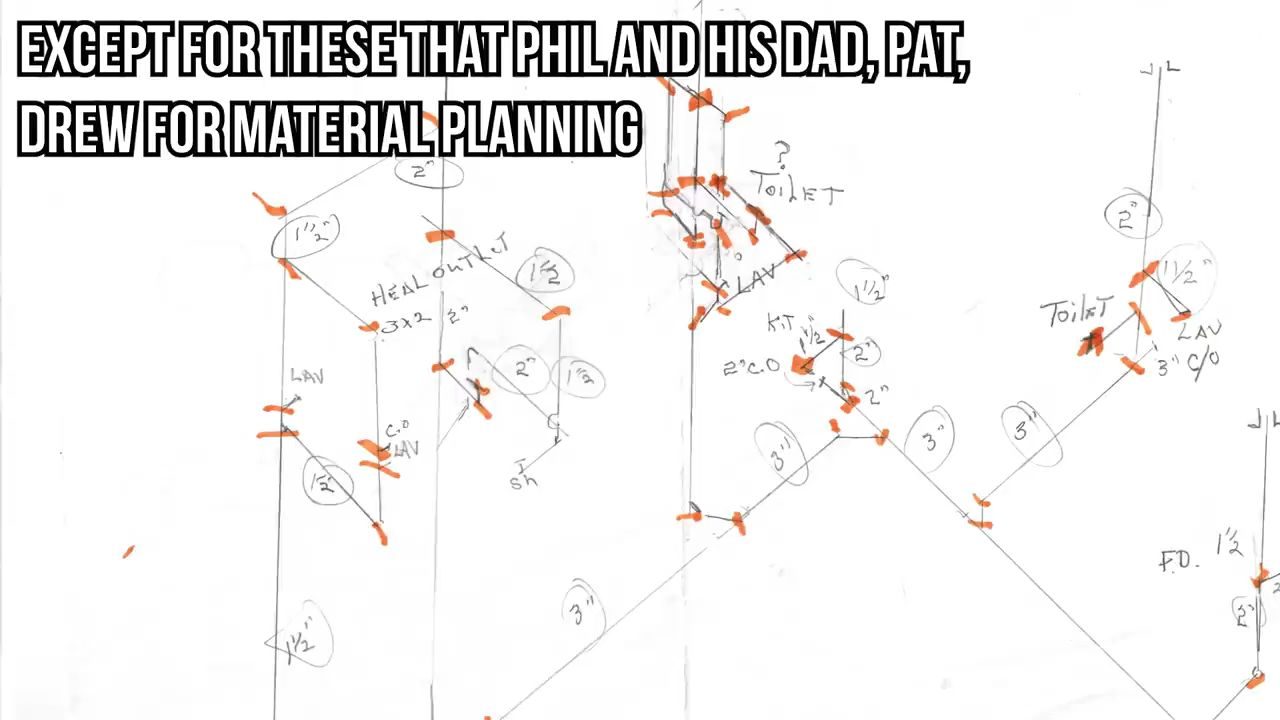 EXCEPT FOR THESE THAT PHIL AND HIS DAD, PAT,
DREW FOR MATERIAL PLANNING
2"
1½"
HEAL OUTLET
3x2 2"
1½
LAV
C.O
LAV
1½"
1½"
2"
1½
Sh
?
TOILET
LAV
1½"
KIT
1½
2"
2" C.O
2"
3"
3"
3"
3"
2"
1½"
TOILET
LAV
3" C/O
F.D.
1½
2"
2